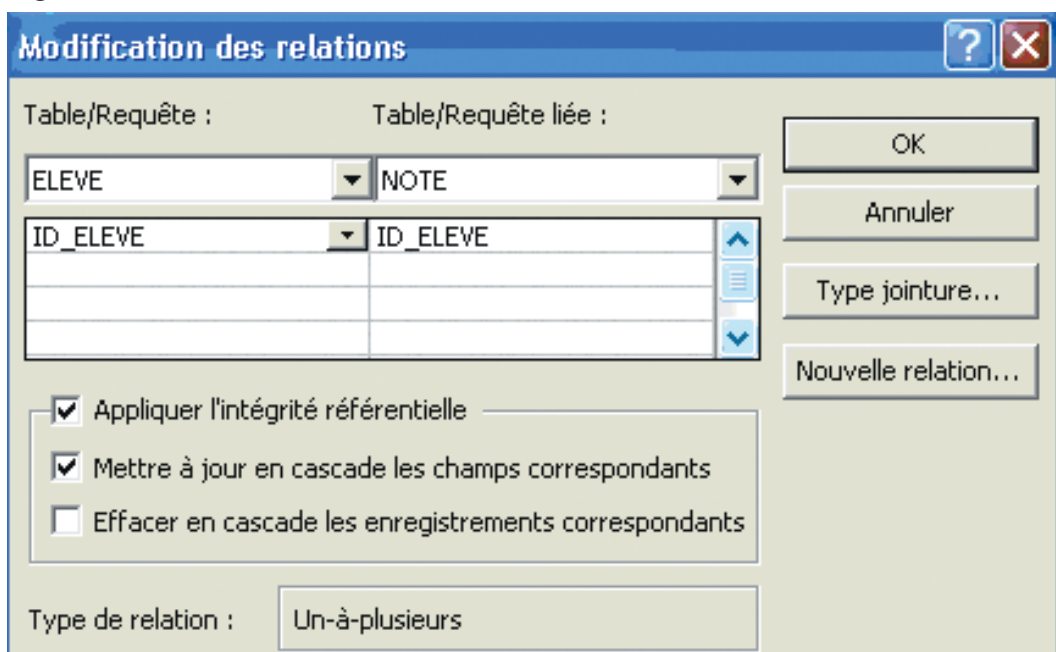 Modification des relations
Table/Requête : Table/Requête liée :
OK
ELEVE NOTE
Annuler
ID_ELEVE ID_ELEVE
Type jointure...
Nouvelle relation...
Appliquer l'intégrité référentielle
Mettre à jour en cascade les champs correspondants
Effacer en cascade les enregistrements correspondants
Type de relation : Un-à-plusieurs